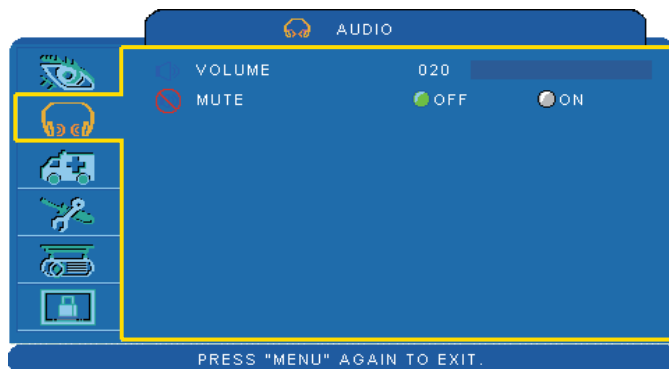 AUDIO
VOLUME 020
MUTE OFF ON
PRESS "MENU" AGAIN TO EXIT.